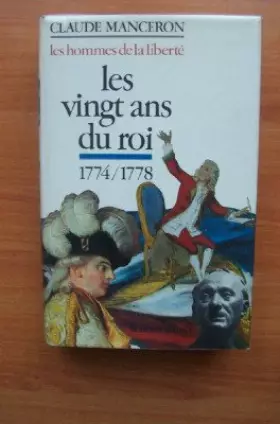 CLAUDE MANCERON
les hommes de la liberté
les
vingt ans
du roi
1774/1778